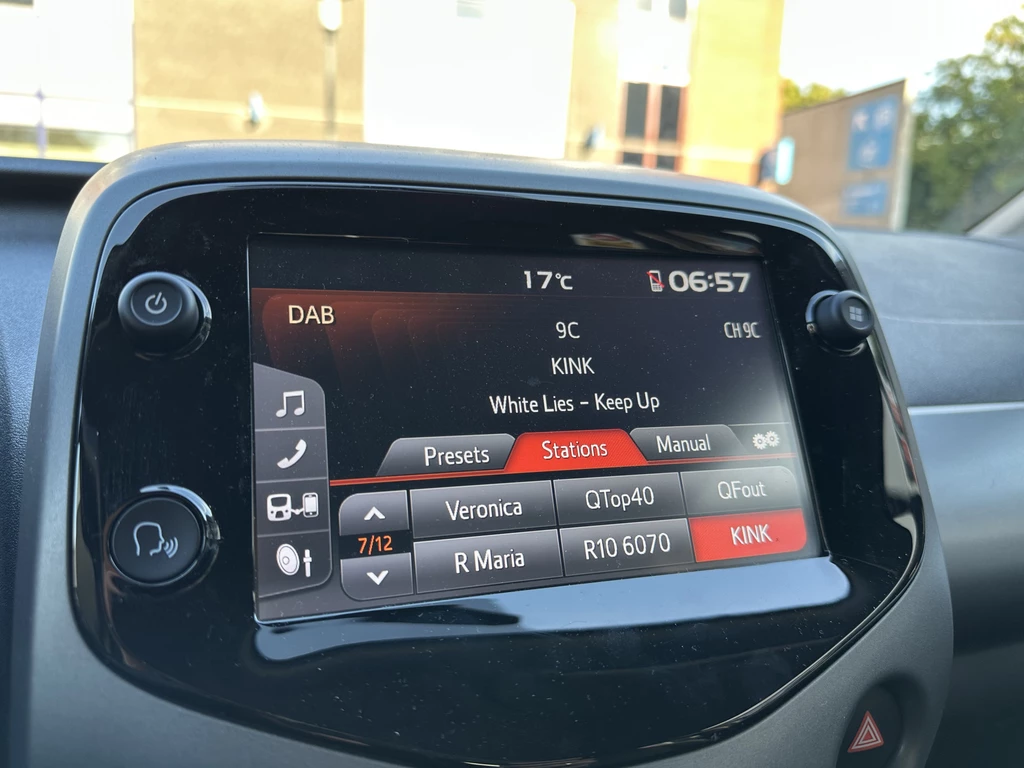 17°C 06:57
DAB
9C CH 9C
KINK
White Lies - Keep Up
Presets Stations Manual
Veronica QTop40 QFout
7/12
R Maria R10 6070 KINK